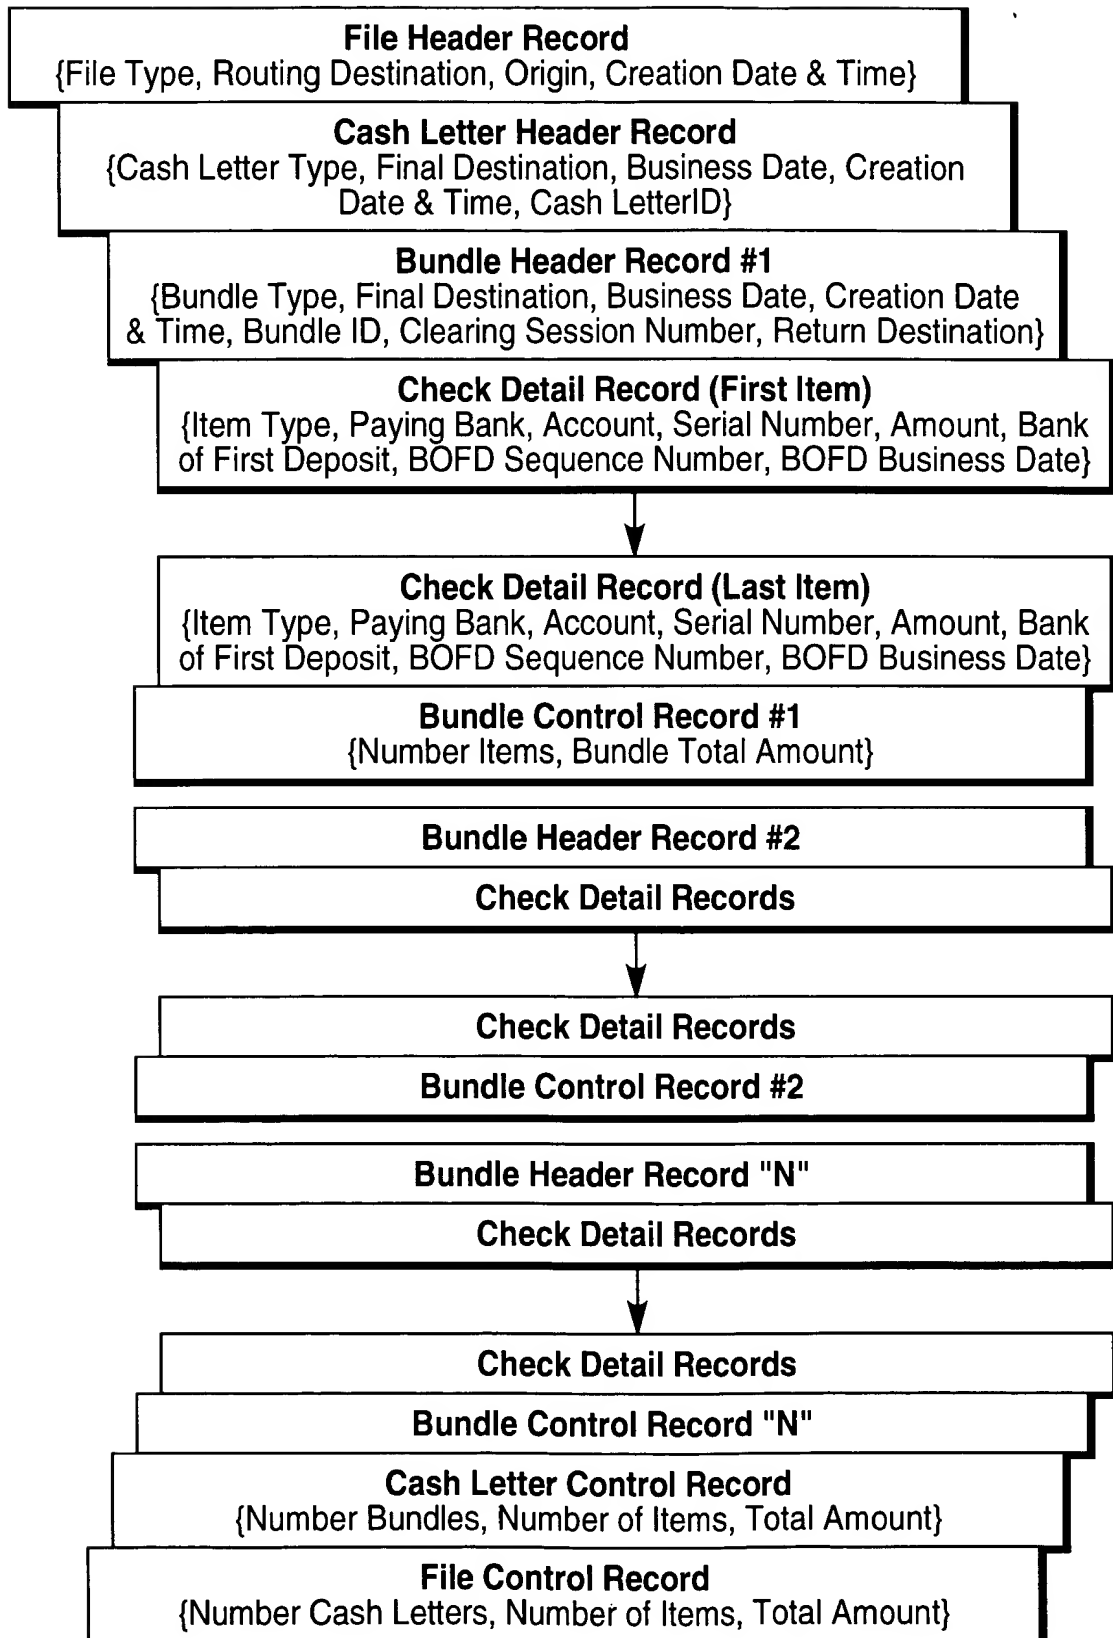 File Header Record
{File Type, Routing Destination, Origin, Creation Date & Time}
Cash Letter Header Record
{Cash Letter Type, Final Destination, Business Date, Creation
Date & Time, Cash LetterID}
Bundle Header Record #1
{Bundle Type, Final Destination, Business Date, Creation Date
& Time, Bundle ID, Clearing Session Number, Return Destination}
Check Detail Record (First Item)
{Item Type, Paying Bank, Account, Serial Number, Amount, Bank
of First Deposit, BOFD Sequence Number, BOFD Business Date}
Check Detail Record (Last Item)
{Item Type, Paying Bank, Account, Serial Number, Amount, Bank
of First Deposit, BOFD Sequence Number, BOFD Business Date}
Bundle Control Record #1
{Number Items, Bundle Total Amount}
Bundle Header Record #2
Check Detail Records
Check Detail Records
Bundle Control Record #2
Bundle Header Record "N"
Check Detail Records
Check Detail Records
Bundle Control Record "N"
Cash Letter Control Record
{Number Bundles, Number of Items, Total Amount}
File Control Record
{Number Cash Letters, Number of Items, Total Amount}